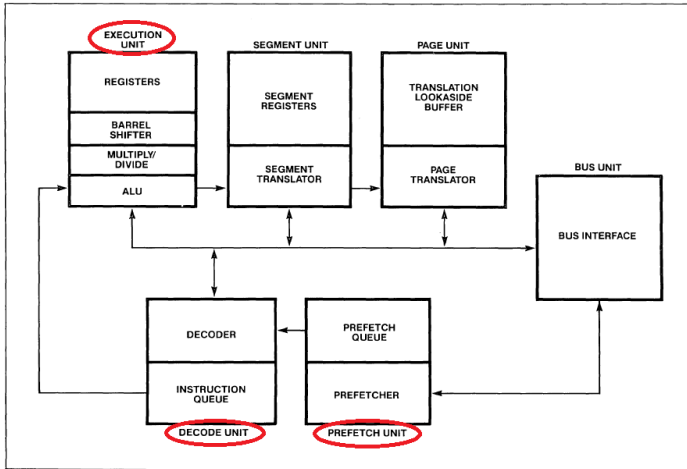 EXECUTION
UNIT
SEGMENT UNIT
PAGE UNIT
REGISTERS
BARREL
SHIFTER
MULTIPLY/
DIVIDE
ALU
SEGMENT
REGISTERS
SEGMENT
TRANSLATOR
TRANSLATION
LOOKASIDE
BUFFER
PAGE
TRANSLATOR
BUS UNIT
BUS INTERFACE
DECODER
INSTRUCTION
QUEUE
DECODE UNIT
PREFETCH
QUEUE
PREFETCHER
PREFETCH UNIT